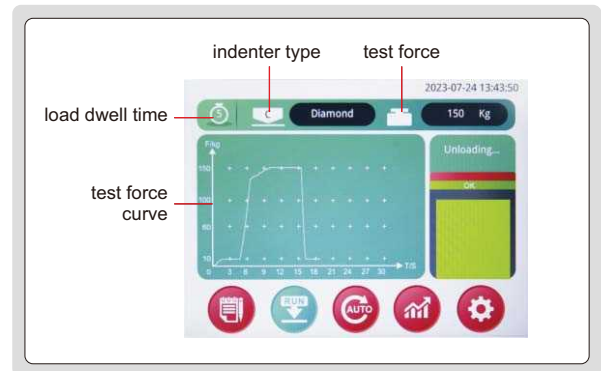 indenter type
test force
load dwell time
test force
curve
2023-07-24 13:43:50
5
C
Diamond
150 Kg
F/kg
150
100
60
10
0 3 6 9 12 15 18 21 24 27 30
T/S
Unloading...
OK
RUN
AUTO